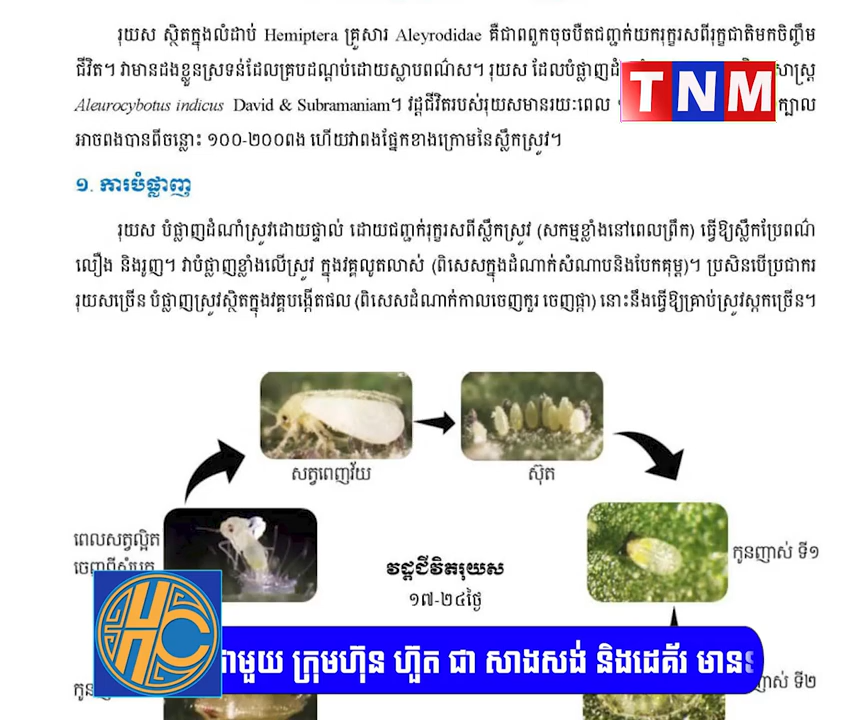 រុយស ស្ថិតក្នុងលំដាប់ Hemiptera គ្រួសារ Aleyrodidae គឺជាពពួកចុចបឺតជញ្ជក់យករុក្ខរសពីរុក្ខជាតិមកចិញ្ចឹម
ជីវិត។ វាមានដងខ្លួនស្រទន់ដែលគ្របដណ្តប់ដោយស្លាបពណ៌ស។ រុយស ដែលបំផ្លាញ
TNM
Aleurocybotus indicus David & Subramaniam។ វដ្តជីវិតរបស់រុយសមានរយៈពេល ក្បាល
អាចពងបានពីចន្លោះ ១០០-២០០ពង ហើយវាពងផ្នែកខាងក្រោមនៃស្លឹកស្រូវ។
១. ការបំផ្លាញ
រុយស បំផ្លាញដំណាំស្រូវដោយផ្ទាល់ ដោយជញ្ជក់រុក្ខរសពីស្លឹកស្រូវ (សកម្មខ្លាំងនៅពេលព្រឹក) ធ្វើឱ្យស្លឹកប្រែពណ៌
លឿង និងរួញ។ វាបំផ្លាញខ្លាំងលើស្រូវ ក្នុងវគ្គលូតលាស់ (ពិសេសក្នុងដំណាក់សំណាបនិងបែកគុម្ព)។ ប្រសិនបើប្រជាករ
រុយសច្រើន បំផ្លាញស្រូវស្ថិតក្នុងវគ្គបង្កើតផល (ពិសេសដំណាក់កាលចេញកួរ ចេញផ្កា) នោះនឹងធ្វើឱ្យគ្រាប់ស្រូវស្កកច្រើន។
សត្វពេញវ័យ
ស៊ុត
ពេលសត្វល្អិត
ចេញពីសំបក
កូនញាស់ ទី១
វដ្តជីវិតរុយស
១៧-២៤ថ្ងៃ
HC
ជាមួយ ក្រុមហ៊ុន ហ៊ួត ជា សាងសង់ និងដេគ័រ មាន
កូន
ញាស់ ទី២